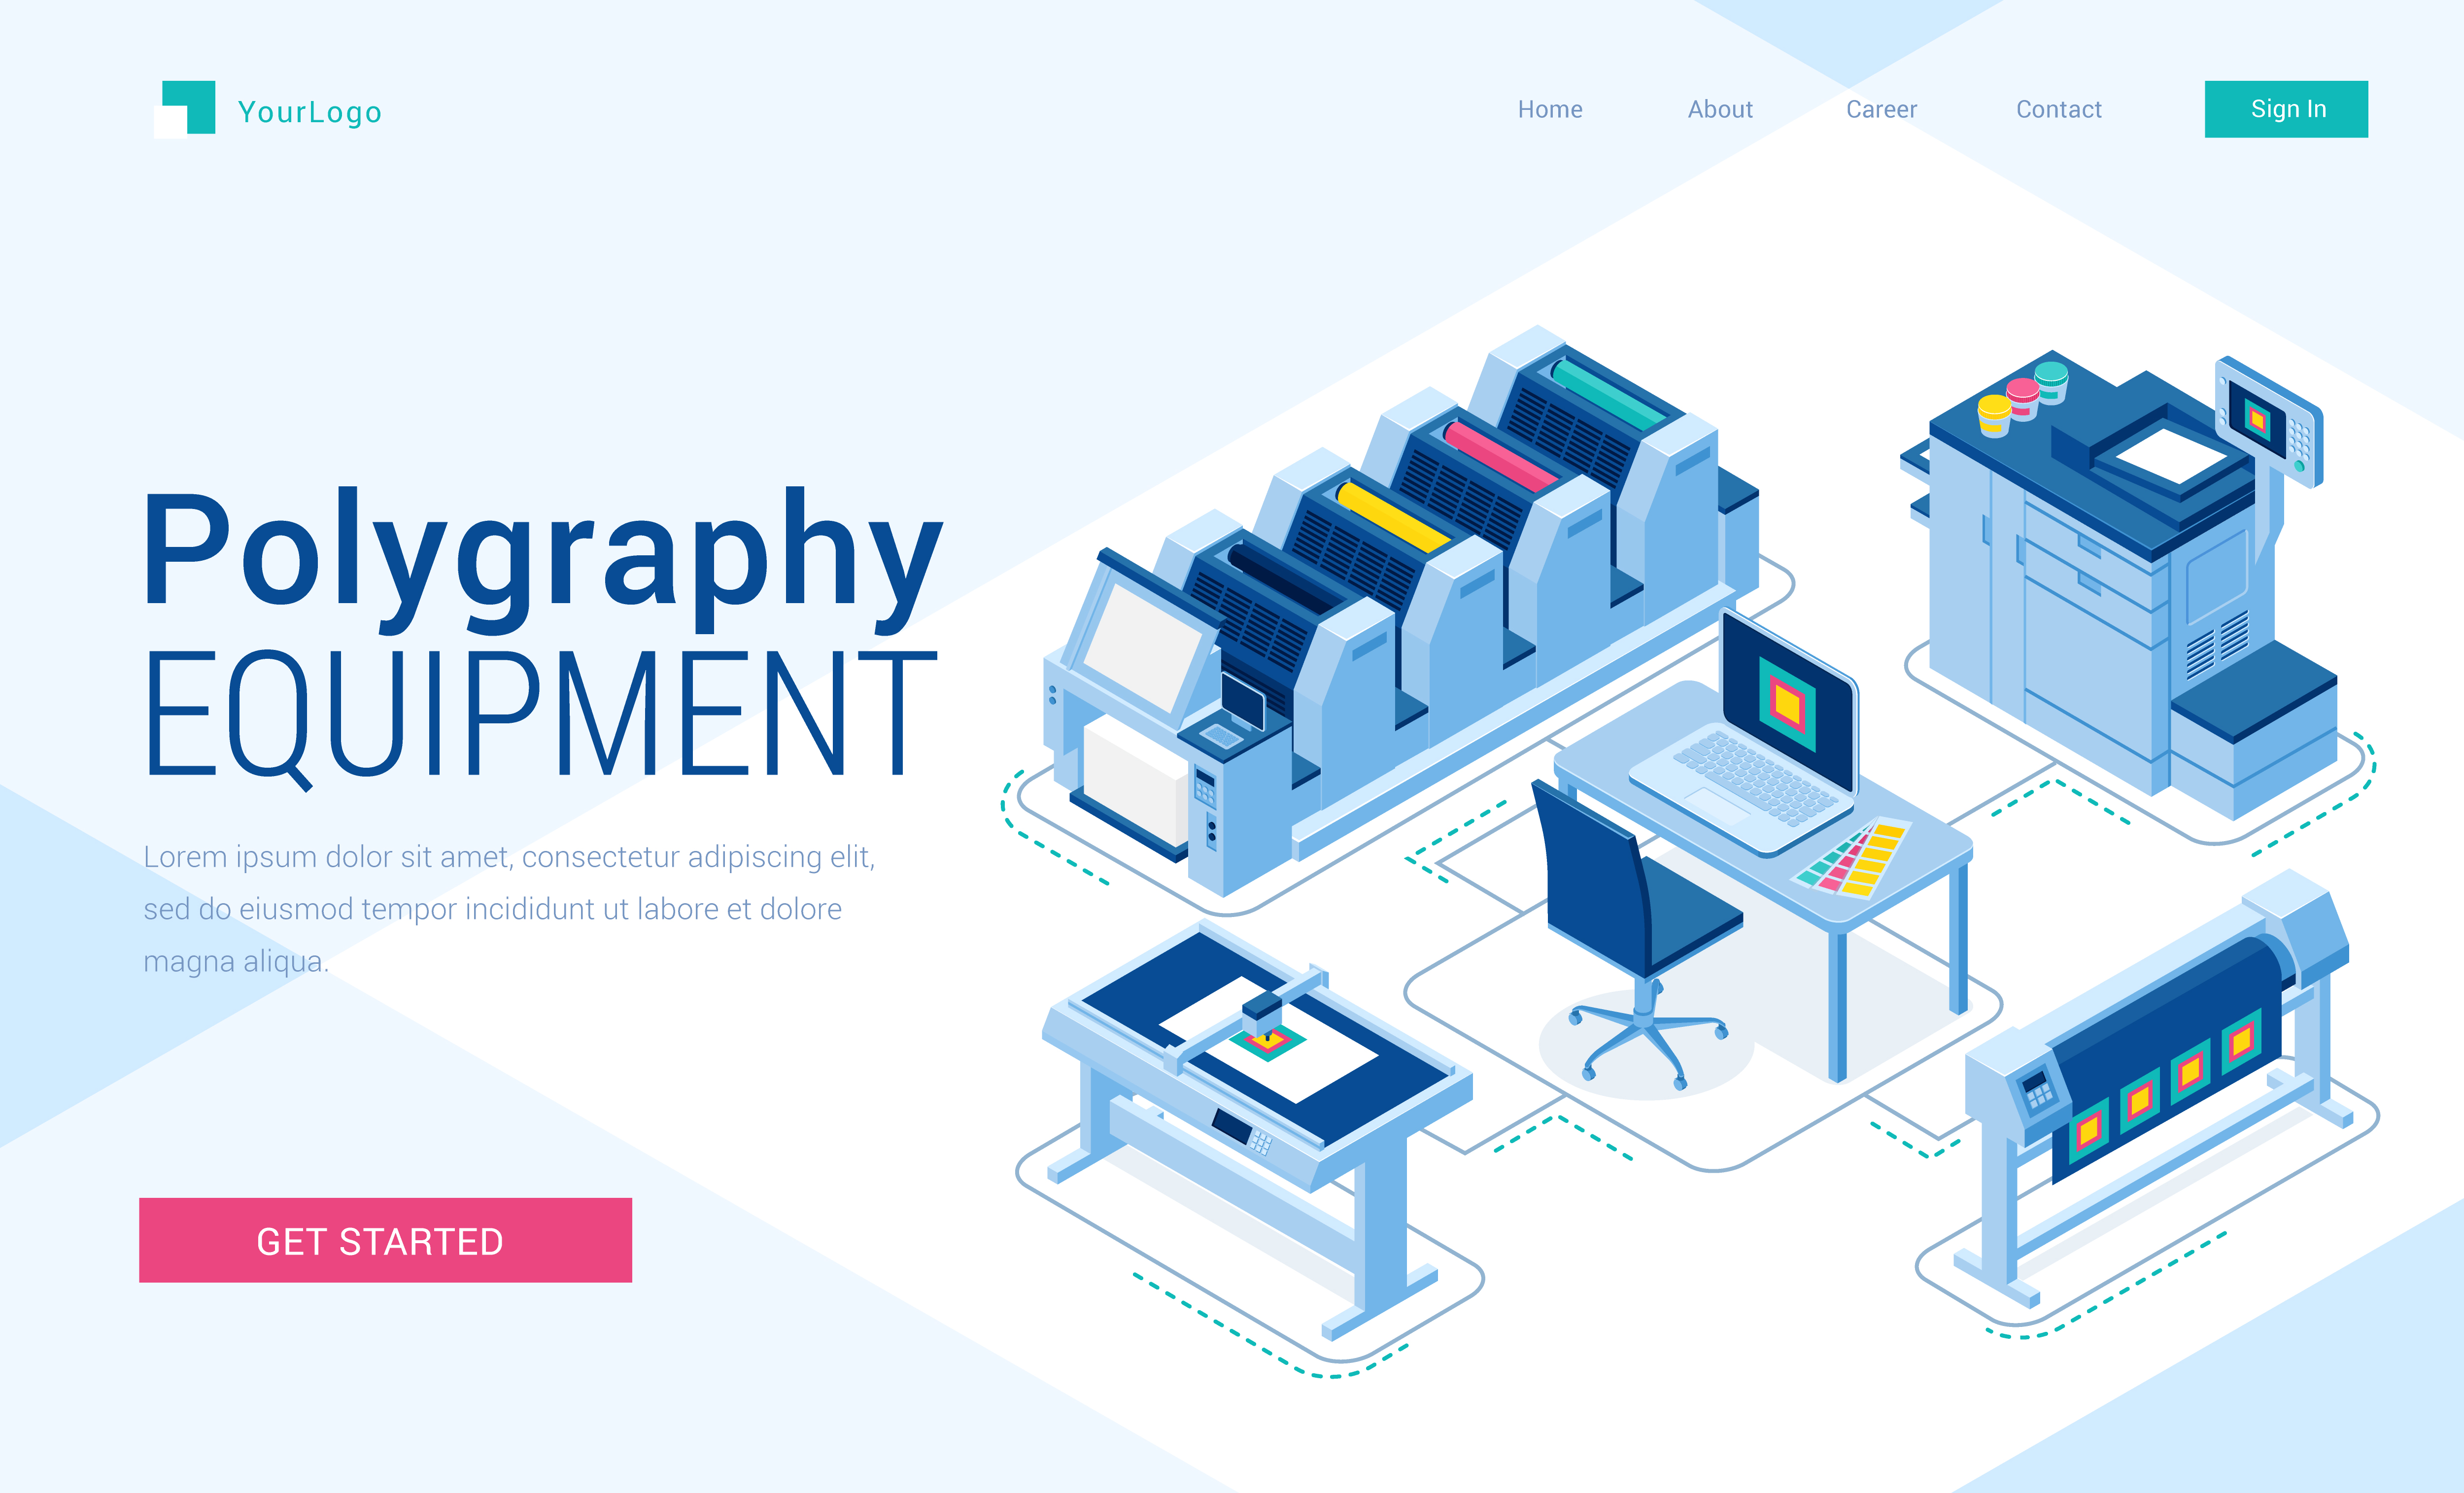 YourLogo
Home
About
Career
Contact
Sign In
Polygraphy
EQUIPMENT
Lorem ipsum dolor sit amet, consectetur adipiscing elit,
sed do eiusmod tempor incididunt ut labore et dolore
magna aliqua.
GET STARTED